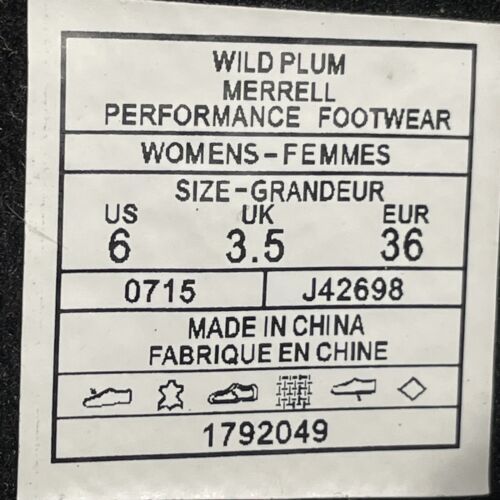 WILD PLUM
MERRELL
PERFORMANCE FOOTWEAR
WOMENS-FEMMES
SIZE-GRANDEUR
US UK EUR
6 3.5 36
0715 J42698
MADE IN CHINA
FABRIQUE EN CHINE
1792049